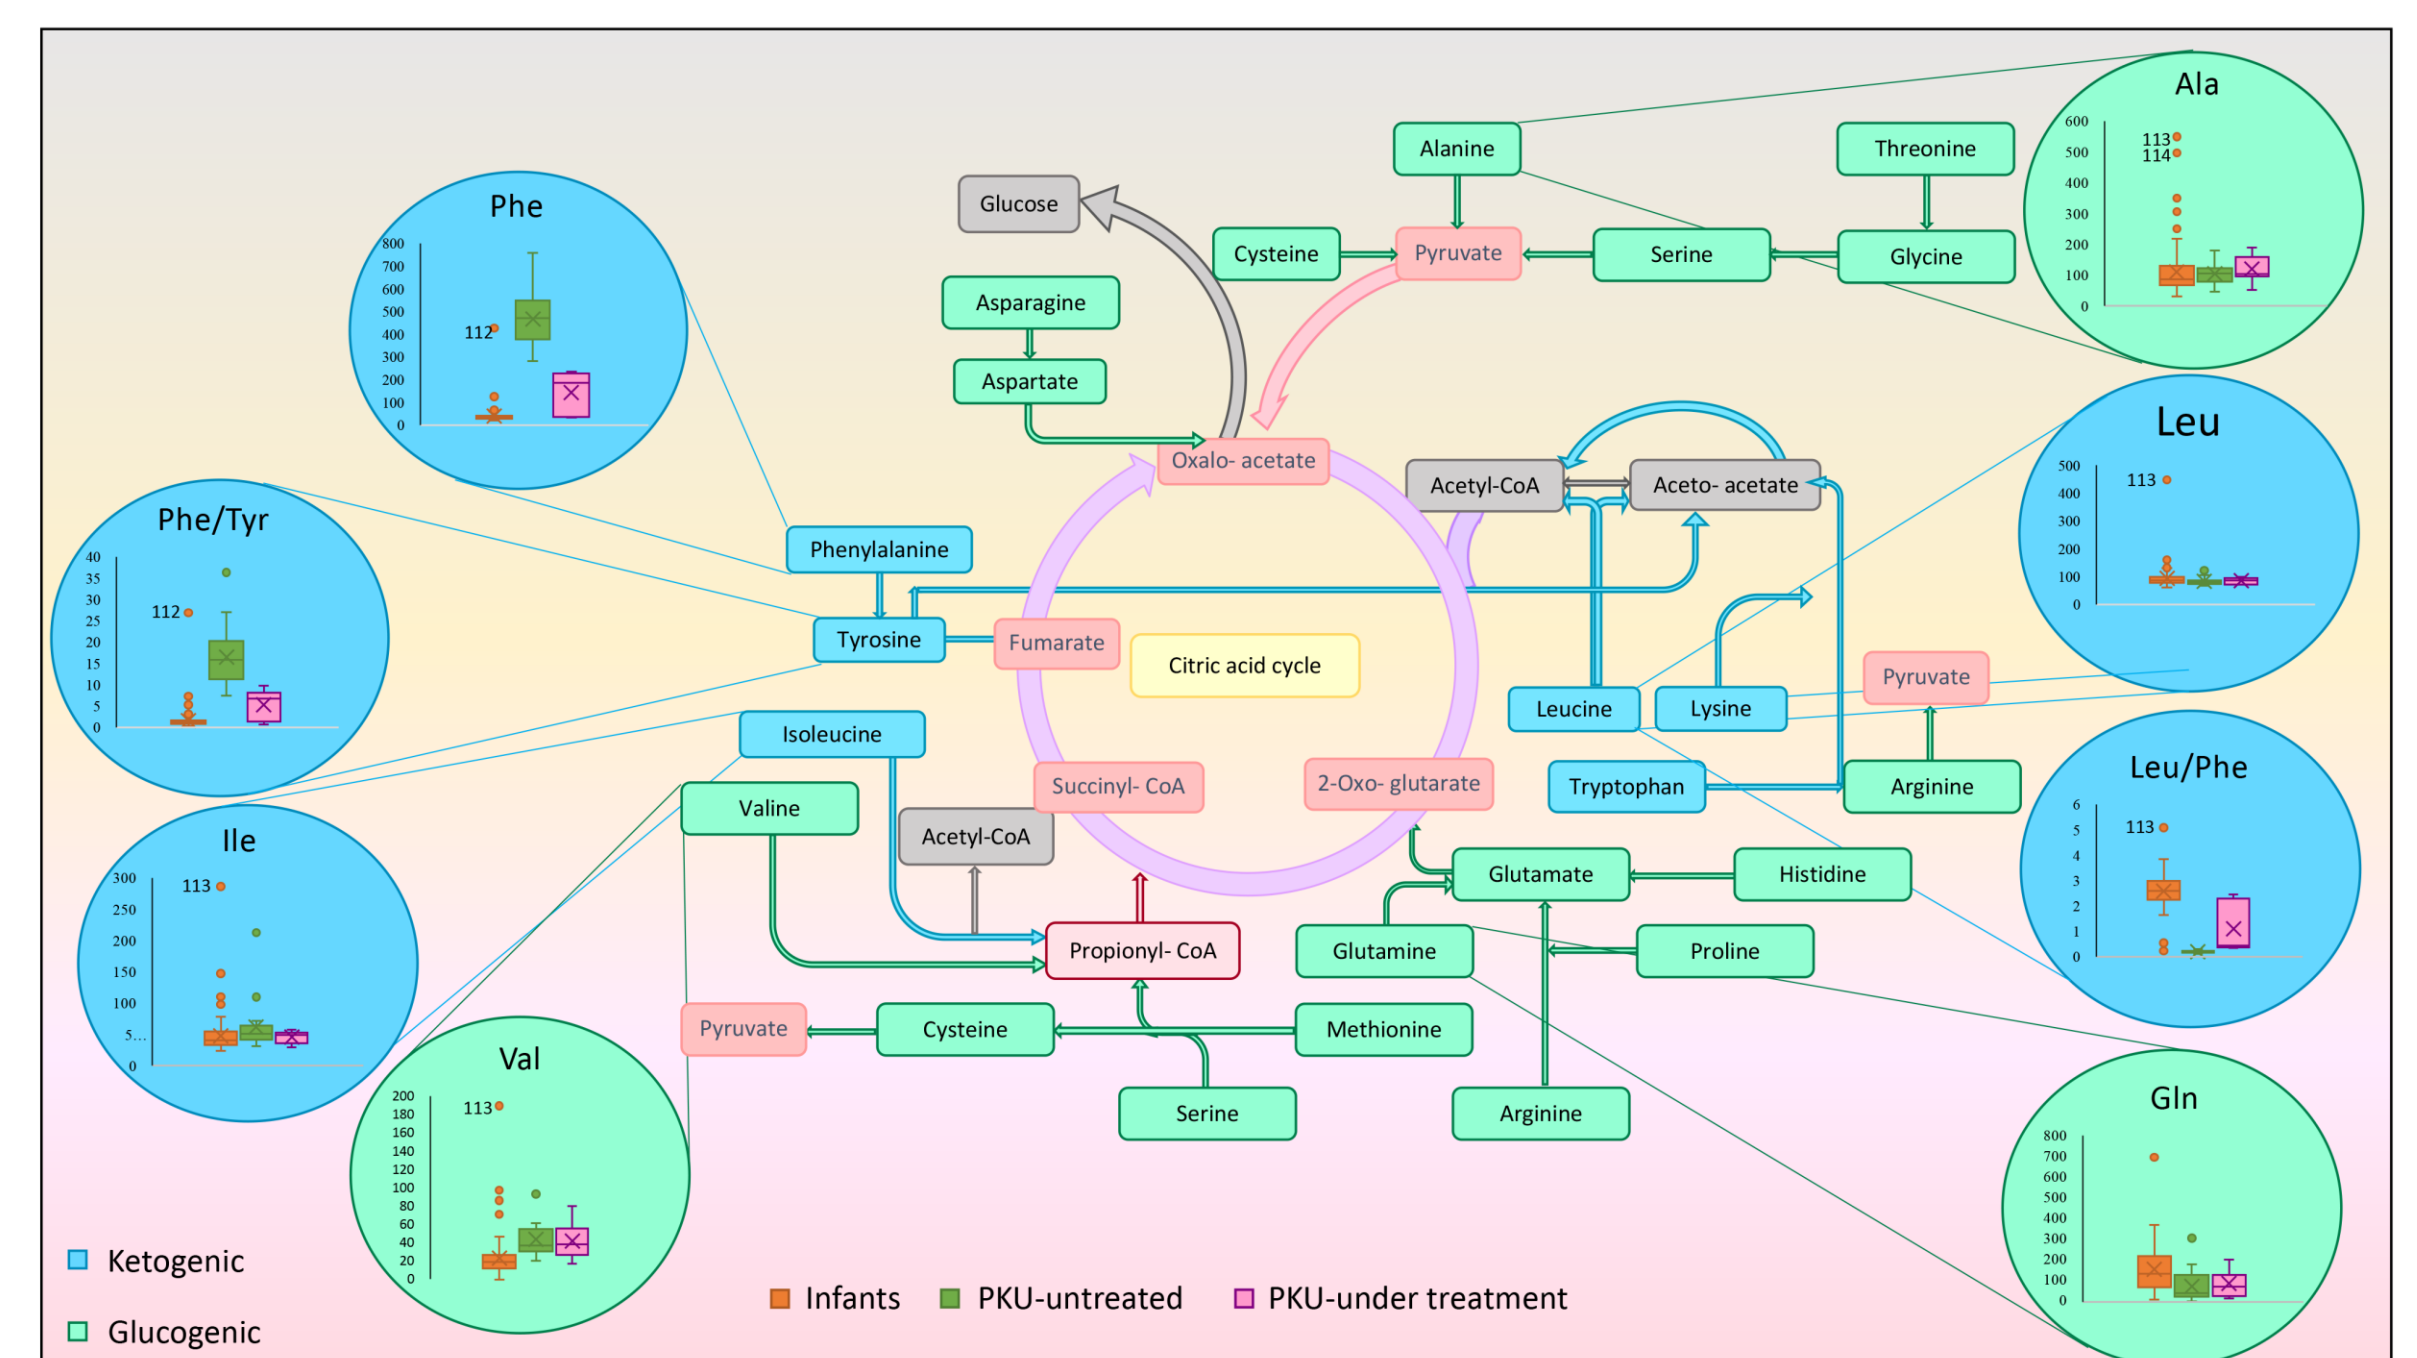 Ala
600
113
500
114
400
300
200
100
0
Alanine
Threonine
Glucose
Cysteine
Pyruvate
Serine
Glycine
Phe
800
700
600
500
400
112
300
200
100
0
Asparagine
Aspartate
Oxalo- acetate
Acetyl-CoA
Aceto- acetate
Leu
500
113
400
300
200
100
0
Phe/Tyr
40
35
30
112
25
20
15
10
5
0
Phenylalanine
Tyrosine
Fumarate
Citric acid cycle
Leucine
Lysine
Pyruvate
Isoleucine
Succinyl- CoA
2-Oxo- glutarate
Tryptophan
Arginine
Valine
Acetyl-CoA
Leu/Phe
6
5
113
4
3
2
1
0
Ile
300
113
250
200
150
100
5...
0
Glutamate
Histidine
Propionyl- CoA
Glutamine
Proline
Pyruvate
Cysteine
Methionine
Serine
Arginine
Val
200
113
180
160
140
120
100
80
60
40
20
0
Gln
800
700
600
500
400
300
200
100
0
Ketogenic
Glucogenic
Infants
PKU-untreated
PKU-under treatment